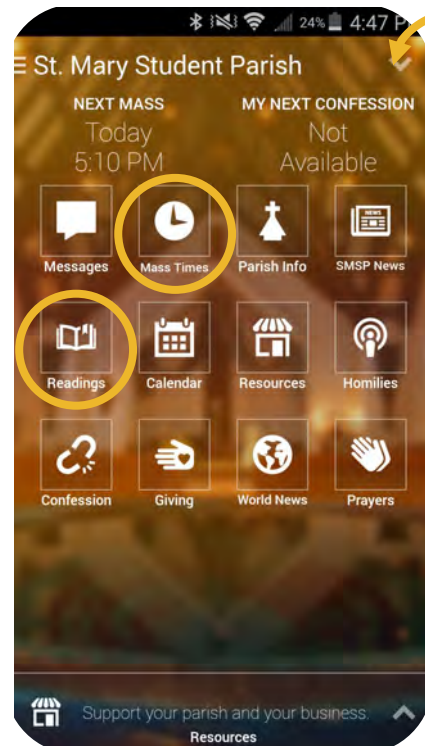 24% 4:47 P
St. Mary Student Parish
NEXT MASS MY NEXT CONFESSION
Today Not
5:10 PM Available
NEWS
Messages Mass Times Parish Info SMSP News
Readings Calendar Resources Homilies
Confession Giving World News Prayers
Support your parish and your business.
Resources